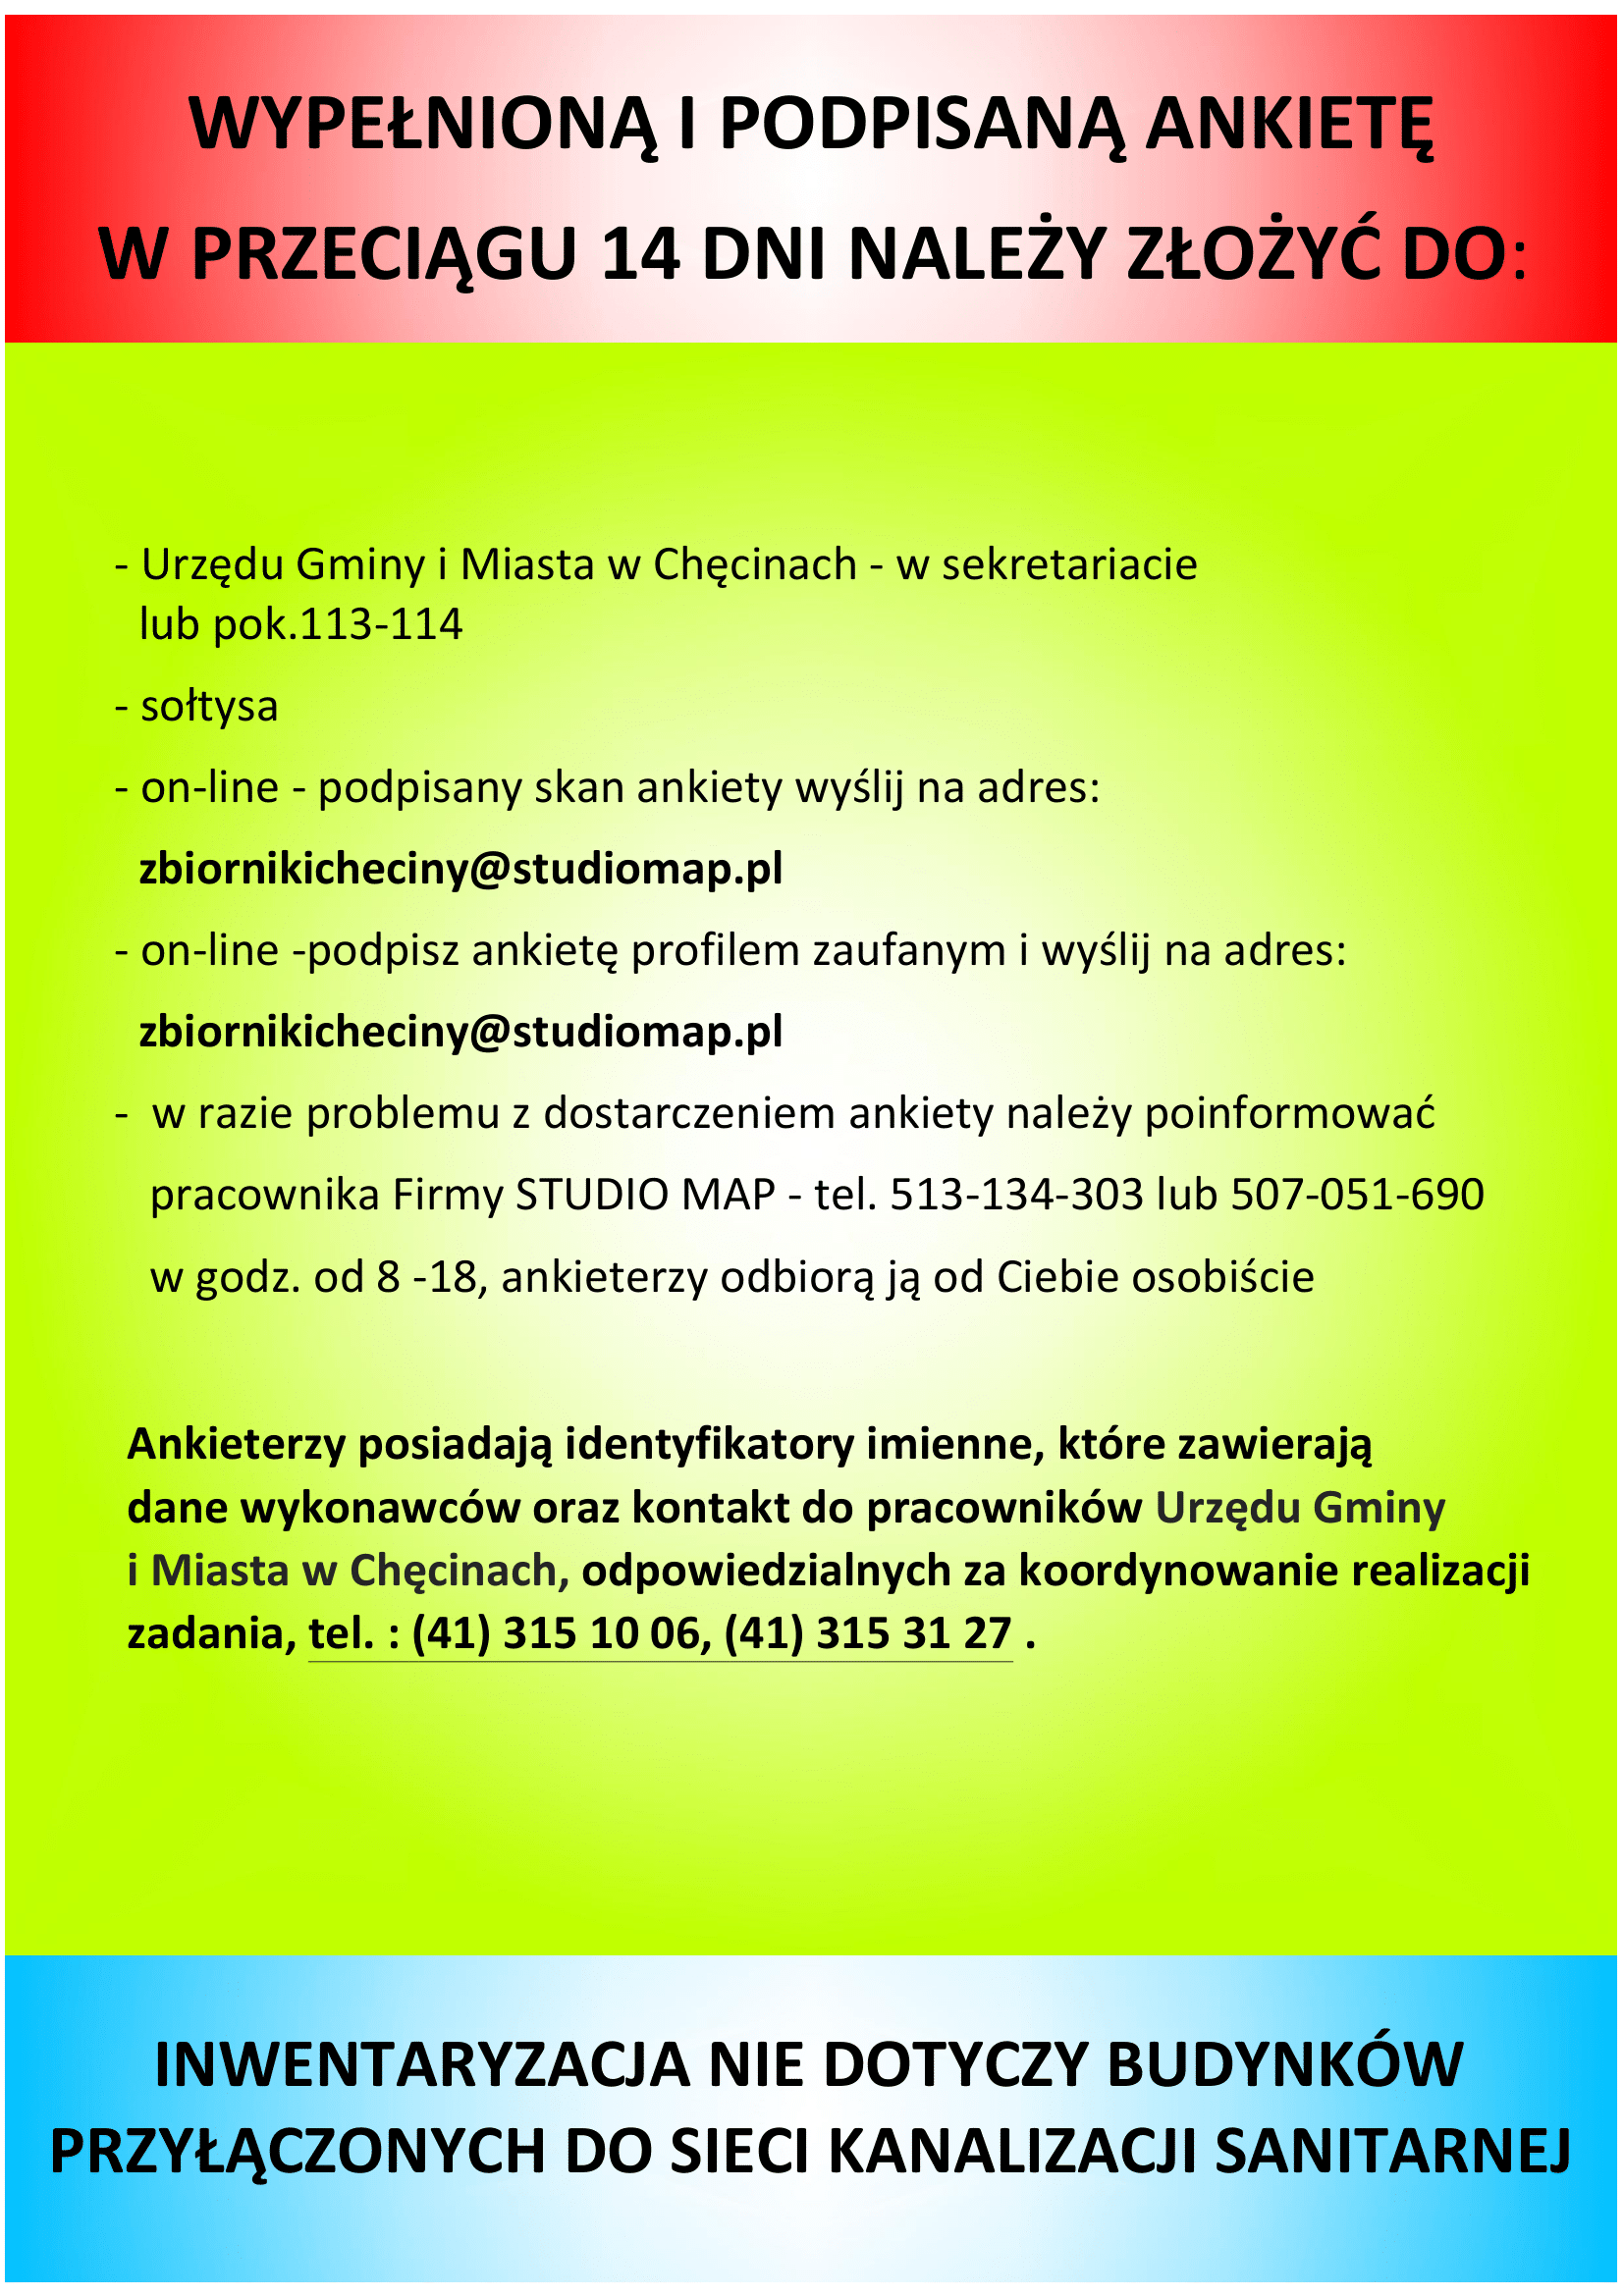 WYPEŁNIONĄ I PODPISANĄ ANKIETĘ
W PRZECIĄGU 14 DNI NALEŻY ZŁOŻYĆ DO:
- Urzędu Gminy i Miasta w Chęcinach - w sekretariacie
lub pok.113-114
- sołtysa
- on-line - podpisany skan ankiety wyślij na adres:
zbiornikicheciny@studiomap.pl
- on-line -podpisz ankietę profilem zaufanym i wyślij na adres:
zbiornikicheciny@studiomap.pl
- w razie problemu z dostarczeniem ankiety należy poinformować
pracownika Firmy STUDIO MAP - tel. 513-134-303 lub 507-051-690
w godz. od 8 -18, ankieterzy odbiorą ją od Ciebie osobiście
Ankieterzy posiadają identyfikatory imienne, które zawierają
dane wykonawców oraz kontakt do pracowników Urzędu Gminy
i Miasta w Chęcinach, odpowiedzialnych za koordynowanie realizacji
zadania, tel. : (41) 315 10 06, (41) 315 31 27 .
INWENTARYZACJA NIE DOTYCZY BUDYNKÓW
PRZYŁĄCZONYCH DO SIECI KANALIZACJI SANITARNEJ